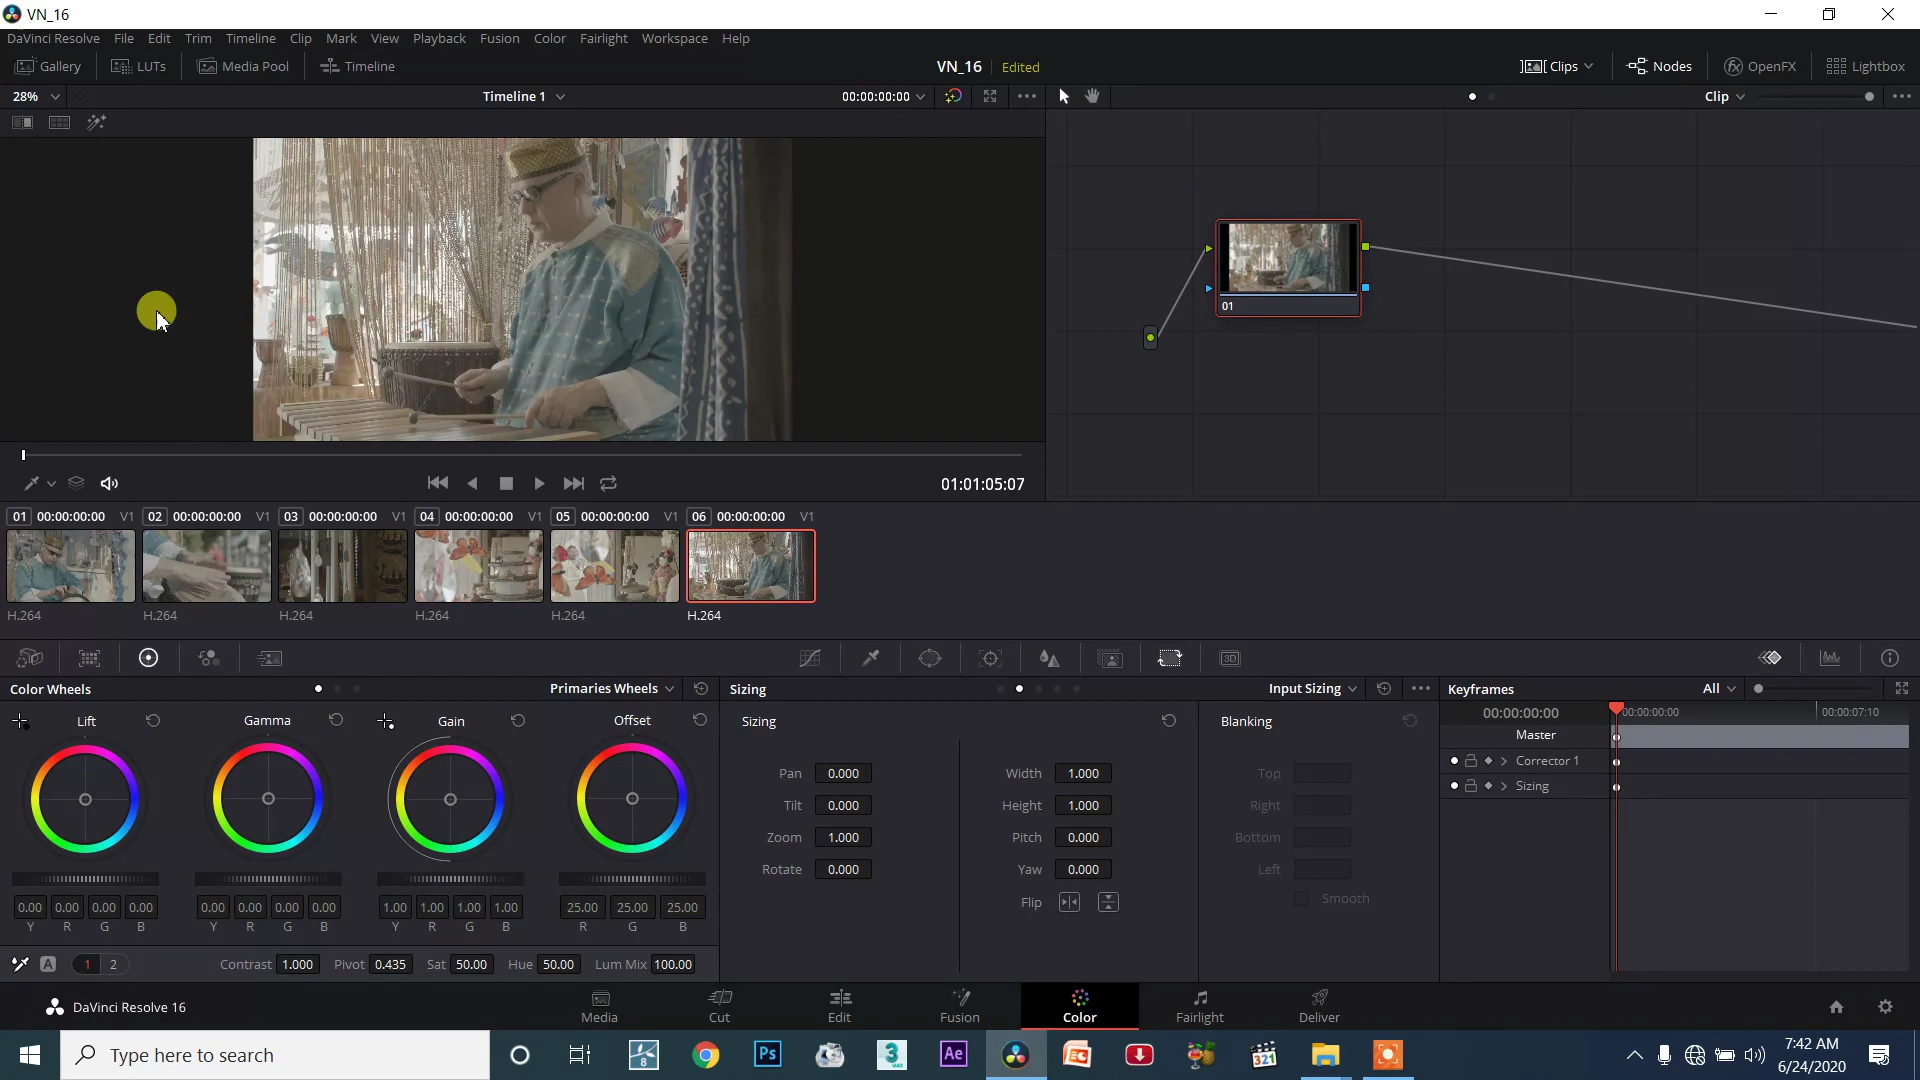 VN_16
DaVinci Resolve File Edit Trim Timeline Clip Mark View Playback Fusion Color Fairlight Workspace Help
Gallery LUTs Media Pool Timeline VN_16 Edited Clips Nodes fx OpenFX Lightbox
28% Timeline 1 00:00:00:00 Clip
01
01:01:05:07
01 00:00:00:00 V1 02 00:00:00:00 V1 03 00:00:00:00 V1 04 00:00:00:00 V1 05 00:00:00:00 V1 06 00:00:00:00 V1
H.264 H.264 H.264 H.264 H.264 H.264
3D
Color Wheels Primaries Wheels Sizing Input Sizing Keyframes All
Lift Gamma Gain Offset Sizing Blanking 00:00:00:00 00:00:00:00 00:00:07:10
Master
Corrector 1
Sizing
Pan 0.000 Width 1.000 Top
Tilt 0.000 Height 1.000 Right
Zoom 1.000 Pitch 0.000 Bottom
Rotate 0.000 Yaw 0.000 Left
Flip Smooth
0.00 0.00 0.00 0.00 0.00 0.00 0.00 0.00 1.00 1.00 1.00 1.00 25.00 25.00 25.00
Y R G B Y R G B Y R G B R G B
A 1 2 Contrast 1.000 Pivot 0.435 Sat 50.00 Hue 50.00 Lum Mix 100.00
DaVinci Resolve 16 Media Cut Edit Fusion Color Fairlight Deliver
Type here to search 8 Ps 3 MAX Ae 321 7:42 AM
6/24/2020